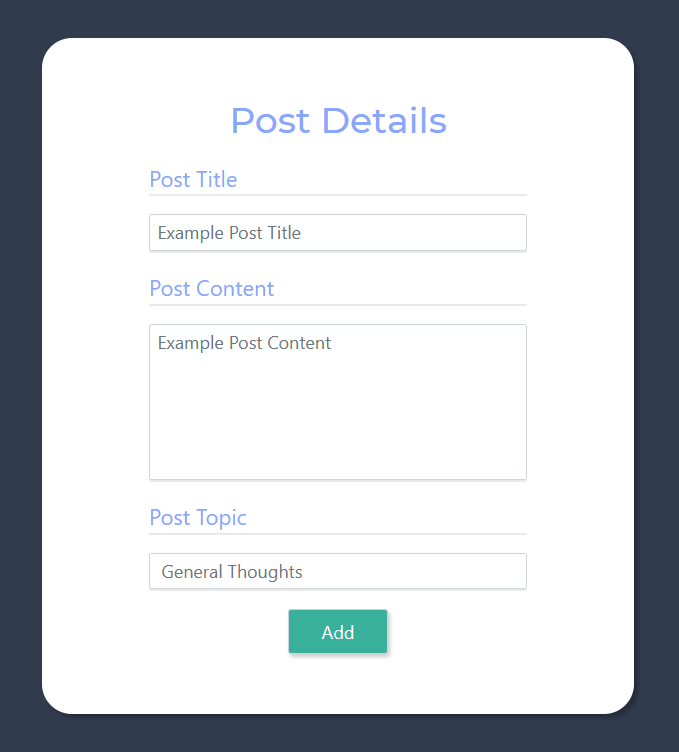 Post Details
Post Title
Example Post Title
Post Content
Example Post Content
Post Topic
General Thoughts
Add